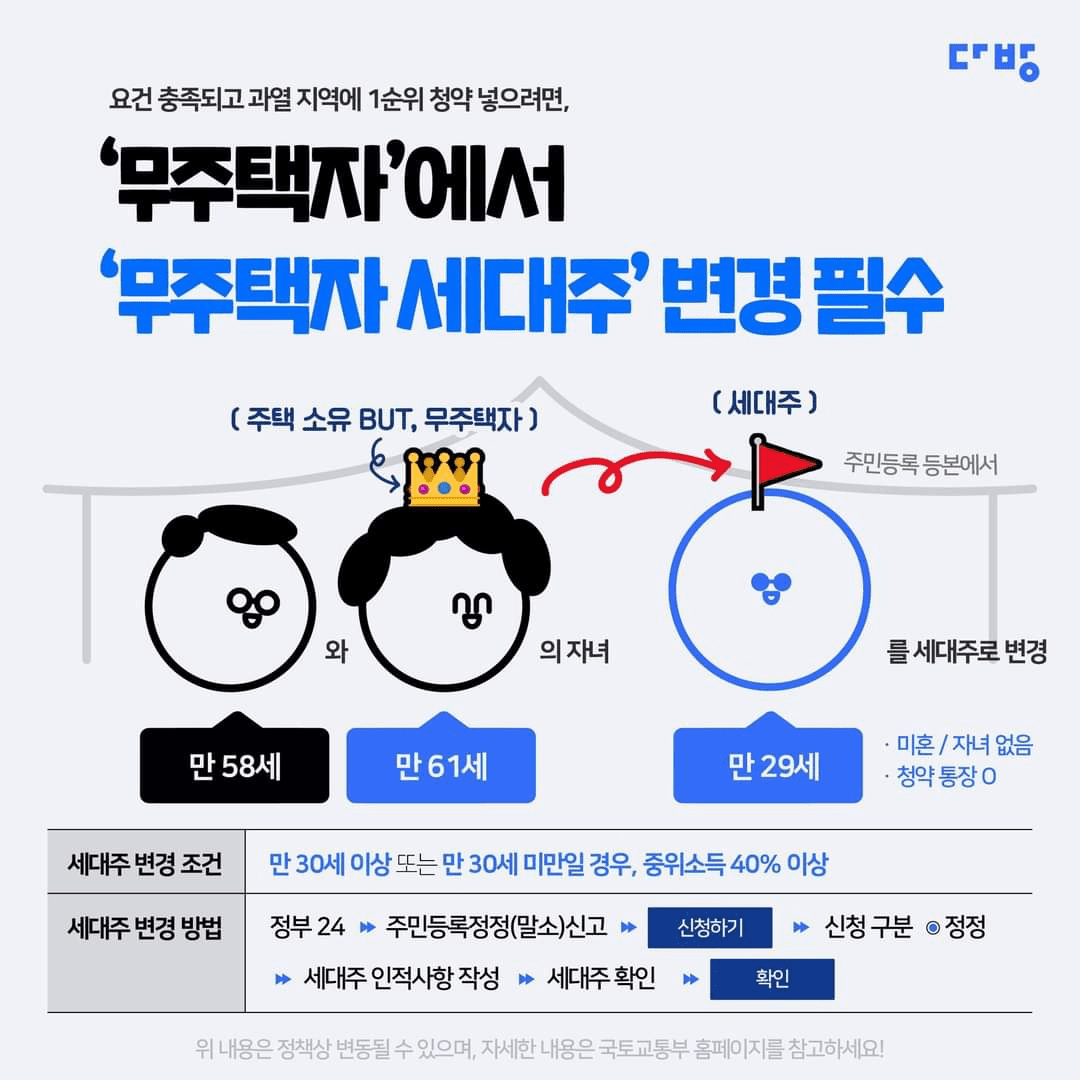 다방
요건 충족되고 과열 지역에 1순위 청약 넣으려면,
‘무주택자’에서
‘무주택자 세대주’ 변경 필수
( 주택 소유 BUT, 무주택자 )
( 세대주 )
주민등록 등본에서
와
의 자녀
를 세대주로 변경
만 58세
만 61세
만 29세
· 미혼 / 자녀 없음
· 청약 통장 O
세대주 변경 조건
만 30세 이상 또는 만 30세 미만일 경우, 중위소득 40% 이상
세대주 변경 방법
정부 24 주민등록정정(말소)신고 신청하기 신청 구분 정정
세대주 인적사항 작성 세대주 확인 확인
위 내용은 정책상 변동될 수 있으며, 자세한 내용은 국토교통부 홈페이지를 참고하세요!